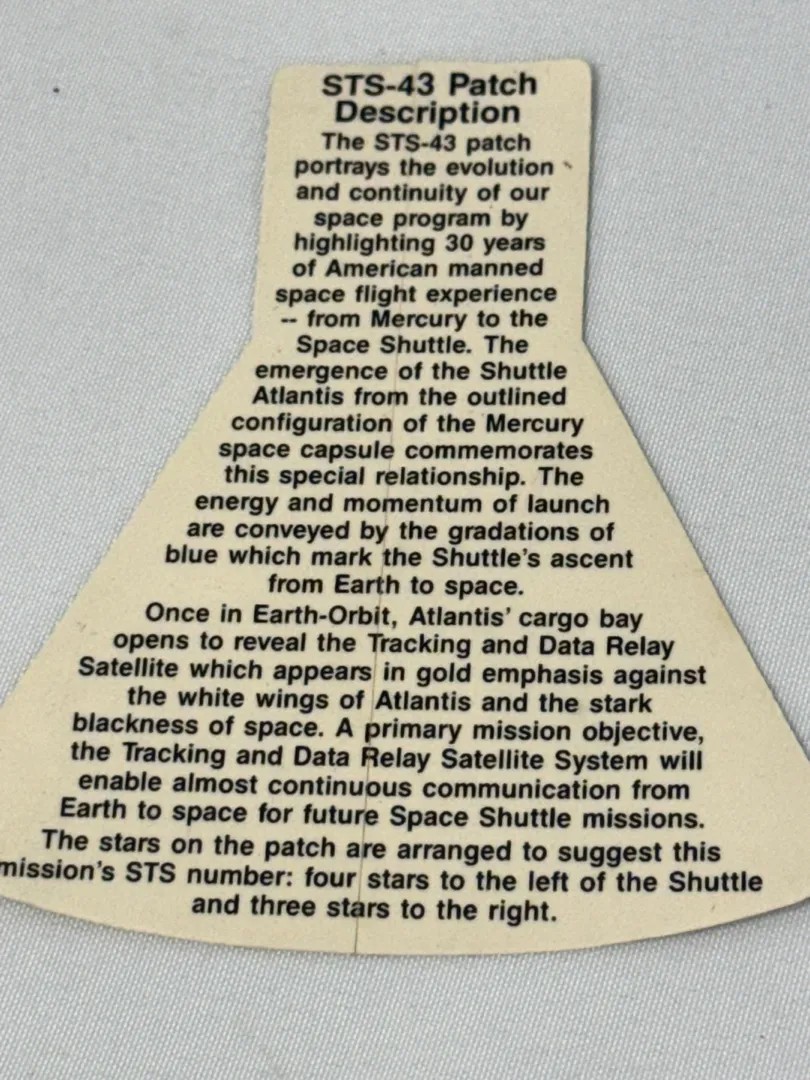 STS-43 Patch
Description
The STS-43 patch
portrays the evolution
and continuity of our
space program by
highlighting 30 years
of American manned
space flight experience
-- from Mercury to the
Space Shuttle. The
emergence of the Shuttle
Atlantis from the outlined
configuration of the Mercury
space capsule commemorates
this special relationship. The
energy and momentum of launch
are conveyed by the gradations of
blue which mark the Shuttle's ascent
from Earth to space.
Once in Earth-Orbit, Atlantis' cargo bay
opens to reveal the Tracking and Data Relay
Satellite which appears in gold emphasis against
the white wings of Atlantis and the stark
blackness of space. A primary mission objective,
the Tracking and Data Relay Satellite System will
enable almost continuous communication from
Earth to space for future Space Shuttle missions.
The stars on the patch are arranged to suggest this
mission's STS number: four stars to the left of the Shuttle
and three stars to the right.